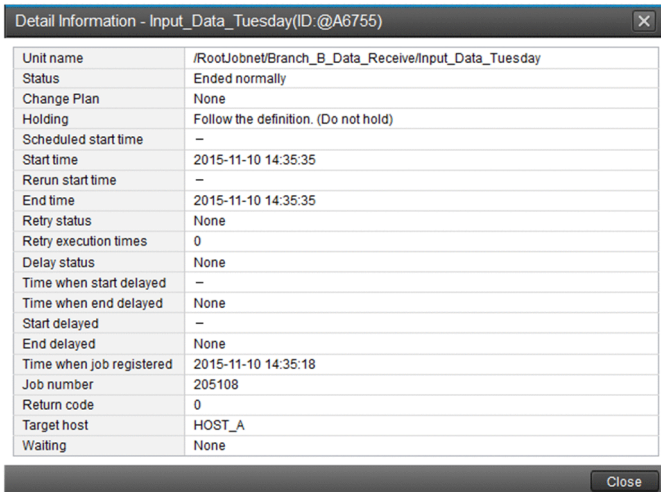 Detail Information - Input_Data_Tuesday(ID:@A6755)
Unit name /RootJobnet/Branch_B_Data_Receive/Input_Data_Tuesday
Status Ended normally
Change Plan None
Holding Follow the definition. (Do not hold)
Scheduled start time –
Start time 2015-11-10 14:35:35
Rerun start time –
End time 2015-11-10 14:35:35
Retry status None
Retry execution times 0
Delay status None
Time when start delayed –
Time when end delayed None
Start delayed –
End delayed None
Time when job registered 2015-11-10 14:35:18
Job number 205108
Return code 0
Target host HOST_A
Waiting None
Close